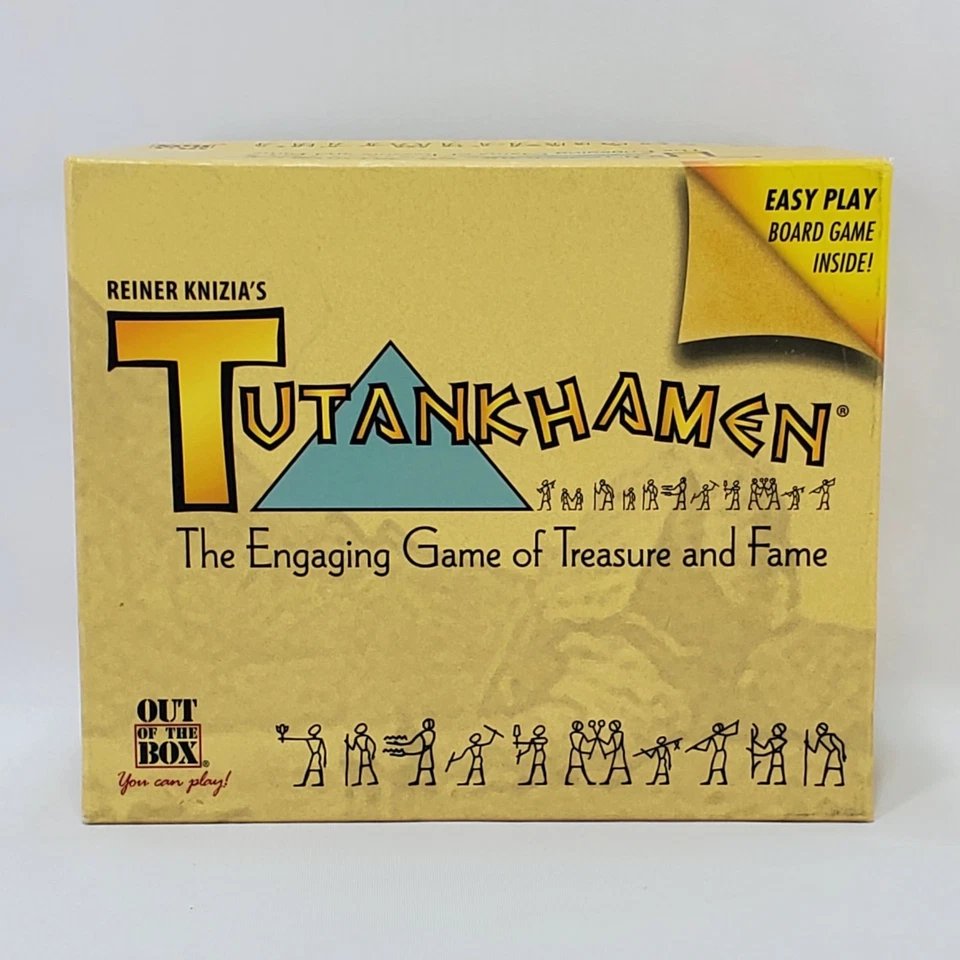 EASY PLAY
BOARD GAME
INSIDE!
REINER KNIZIA'S
TUTANKHAMEN®
The Engaging Game of Treasure and Fame
OUT
OF THE
BOX®
You can play!